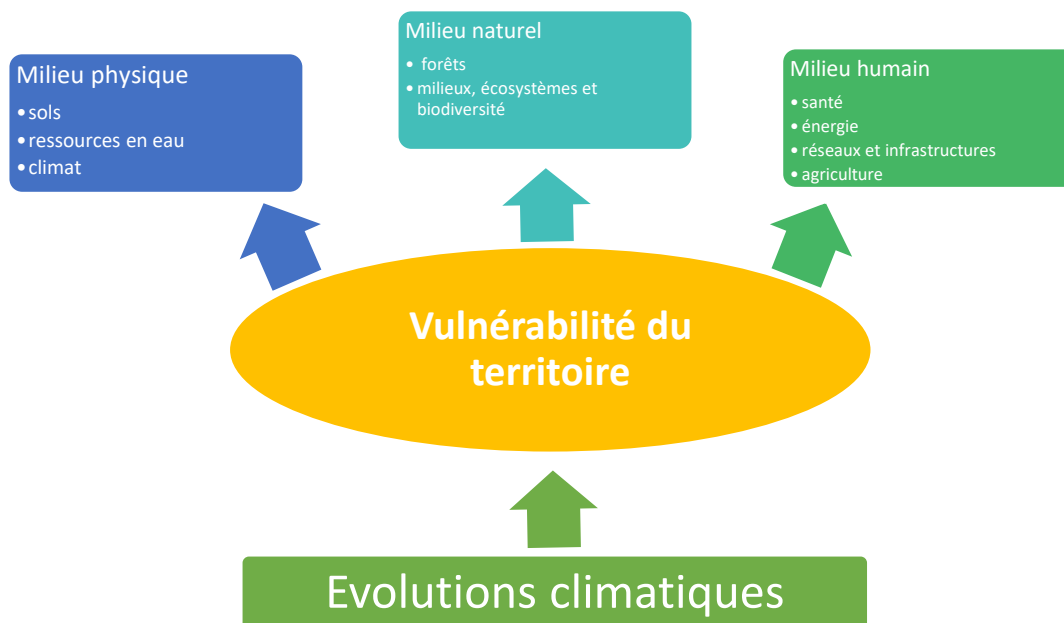 Milieu physique
• sols
• ressources en eau
• climat
Milieu naturel
• forêts
• milieux, écosystèmes et
biodiversité
Milieu humain
• santé
• énergie
• réseaux et infrastructures
• agriculture
Vulnérabilité du
territoire
Evolutions climatiques